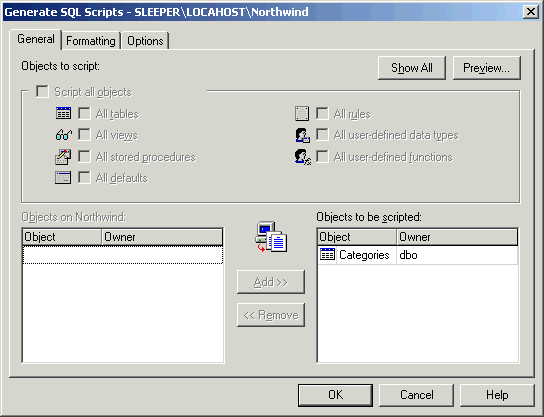 Generate SQL Scripts - SLEEPER\LOCAHOST\Northwind
General Formatting Options
Objects to script:
Show All Preview...
Script all objects
All tables
All views
All stored procedures
All defaults
All rules
All user-defined data types
All user-defined functions
Objects on Northwind:
Object Owner
Add >>
<< Remove
Objects to be scripted:
Object Owner
Categories dbo
OK Cancel Help